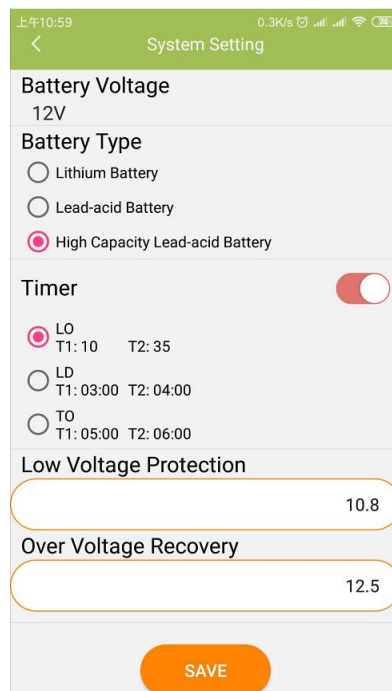 上午10:59 0.3K/s 74
System Setting
Battery Voltage
12V
Battery Type
Lithium Battery
Lead-acid Battery
High Capacity Lead-acid Battery
Timer
LO
T1: 10 T2: 35
LD
T1: 03:00 T2: 04:00
TO
T1: 05:00 T2: 06:00
Low Voltage Protection
10.8
Over Voltage Recovery
12.5
SAVE